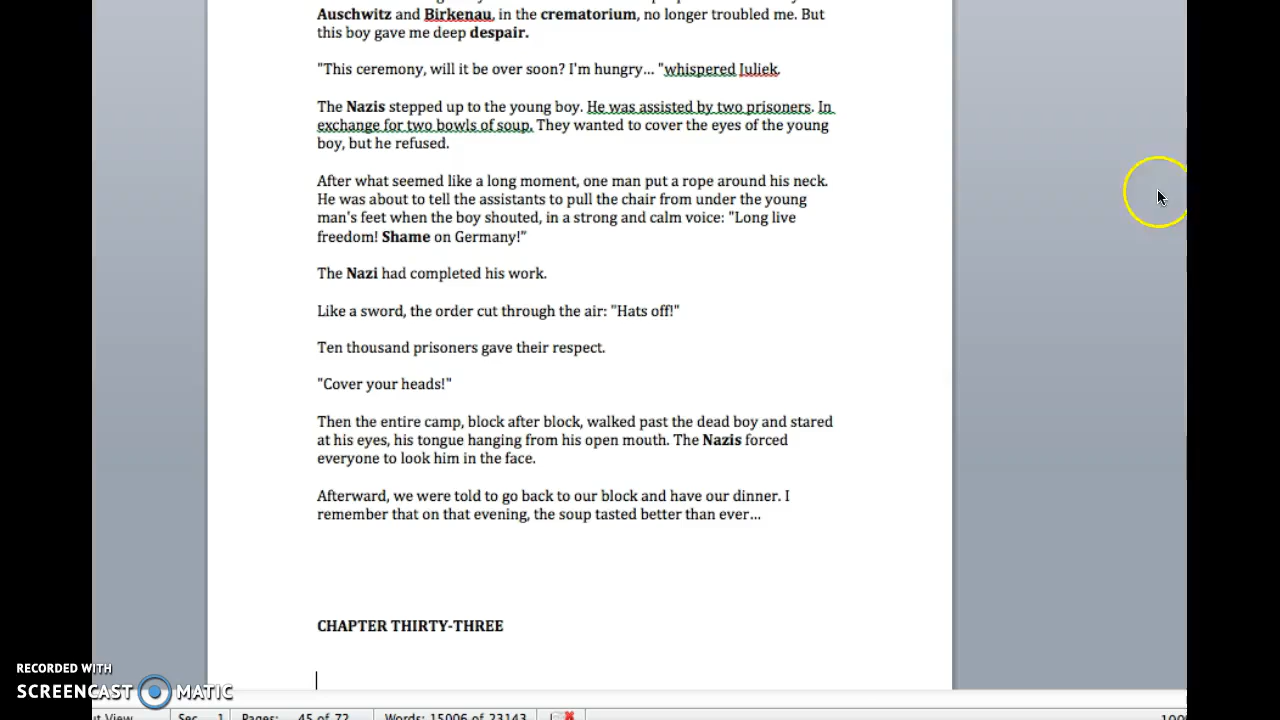 Auschwitz and Birkenau, in the crematorium, no longer troubled me. But
this boy gave me deep despair.
"This ceremony, will it be over soon? I'm hungry... "whispered Juliek.
The Nazis stepped up to the young boy. He was assisted by two prisoners. In
exchange for two bowls of soup. They wanted to cover the eyes of the young
boy, but he refused.
After what seemed like a long moment, one man put a rope around his neck.
He was about to tell the assistants to pull the chair from under the young
man's feet when the boy shouted, in a strong and calm voice: "Long live
freedom! Shame on Germany!"
The Nazi had completed his work.
Like a sword, the order cut through the air: "Hats off!"
Ten thousand prisoners gave their respect.
"Cover your heads!"
Then the entire camp, block after block, walked past the dead boy and stared
at his eyes, his tongue hanging from his open mouth. The Nazis forced
everyone to look him in the face.
Afterward, we were told to go back to our block and have our dinner. I
remember that on that evening, the soup tasted better than ever...
CHAPTER THIRTY-THREE
RECORDED WITH
SCREENCAST MATIC
ut View Sec 1 Pages: 45 of 72 Words: 15006 of 23143